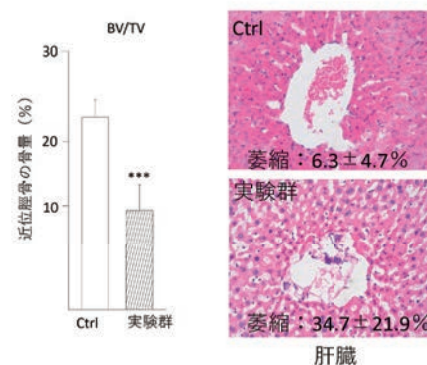 BV/TV
近位脛骨の骨量（%）
30
20
10
***
Ctrl
実験群
Ctrl
萎縮：6.3±4.7%
実験群
萎縮：34.7±21.9%
肝臓